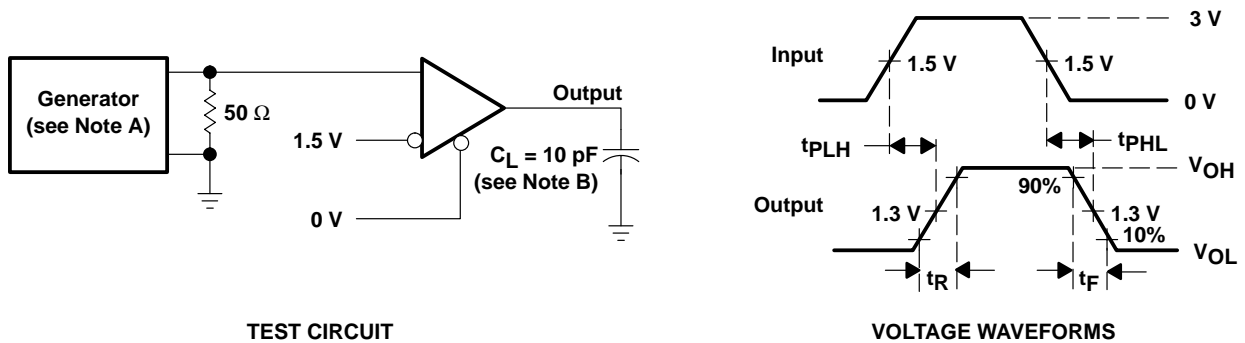 Generator
(see Note A)
50 Ω
1.5 V
0 V
Output
C_L = 10 pF
(see Note B)
TEST CIRCUIT
Input
3 V
1.5 V
1.5 V
0 V
t_PLH
t_PHL
Output
V_OH
90%
1.3 V
1.3 V
10%
V_OL
t_R
t_F
VOLTAGE WAVEFORMS